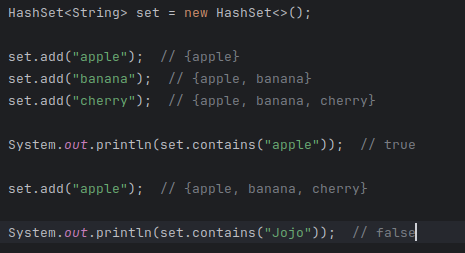 HashSet<String> set = new HashSet<>();
set.add("apple");  // {apple}
set.add("banana");  // {apple, banana}
set.add("cherry");  // {apple, banana, cherry}
System.out.println(set.contains("apple"));  // true
set.add("apple");  // {apple, banana, cherry}
System.out.println(set.contains("Jojo"));  // false